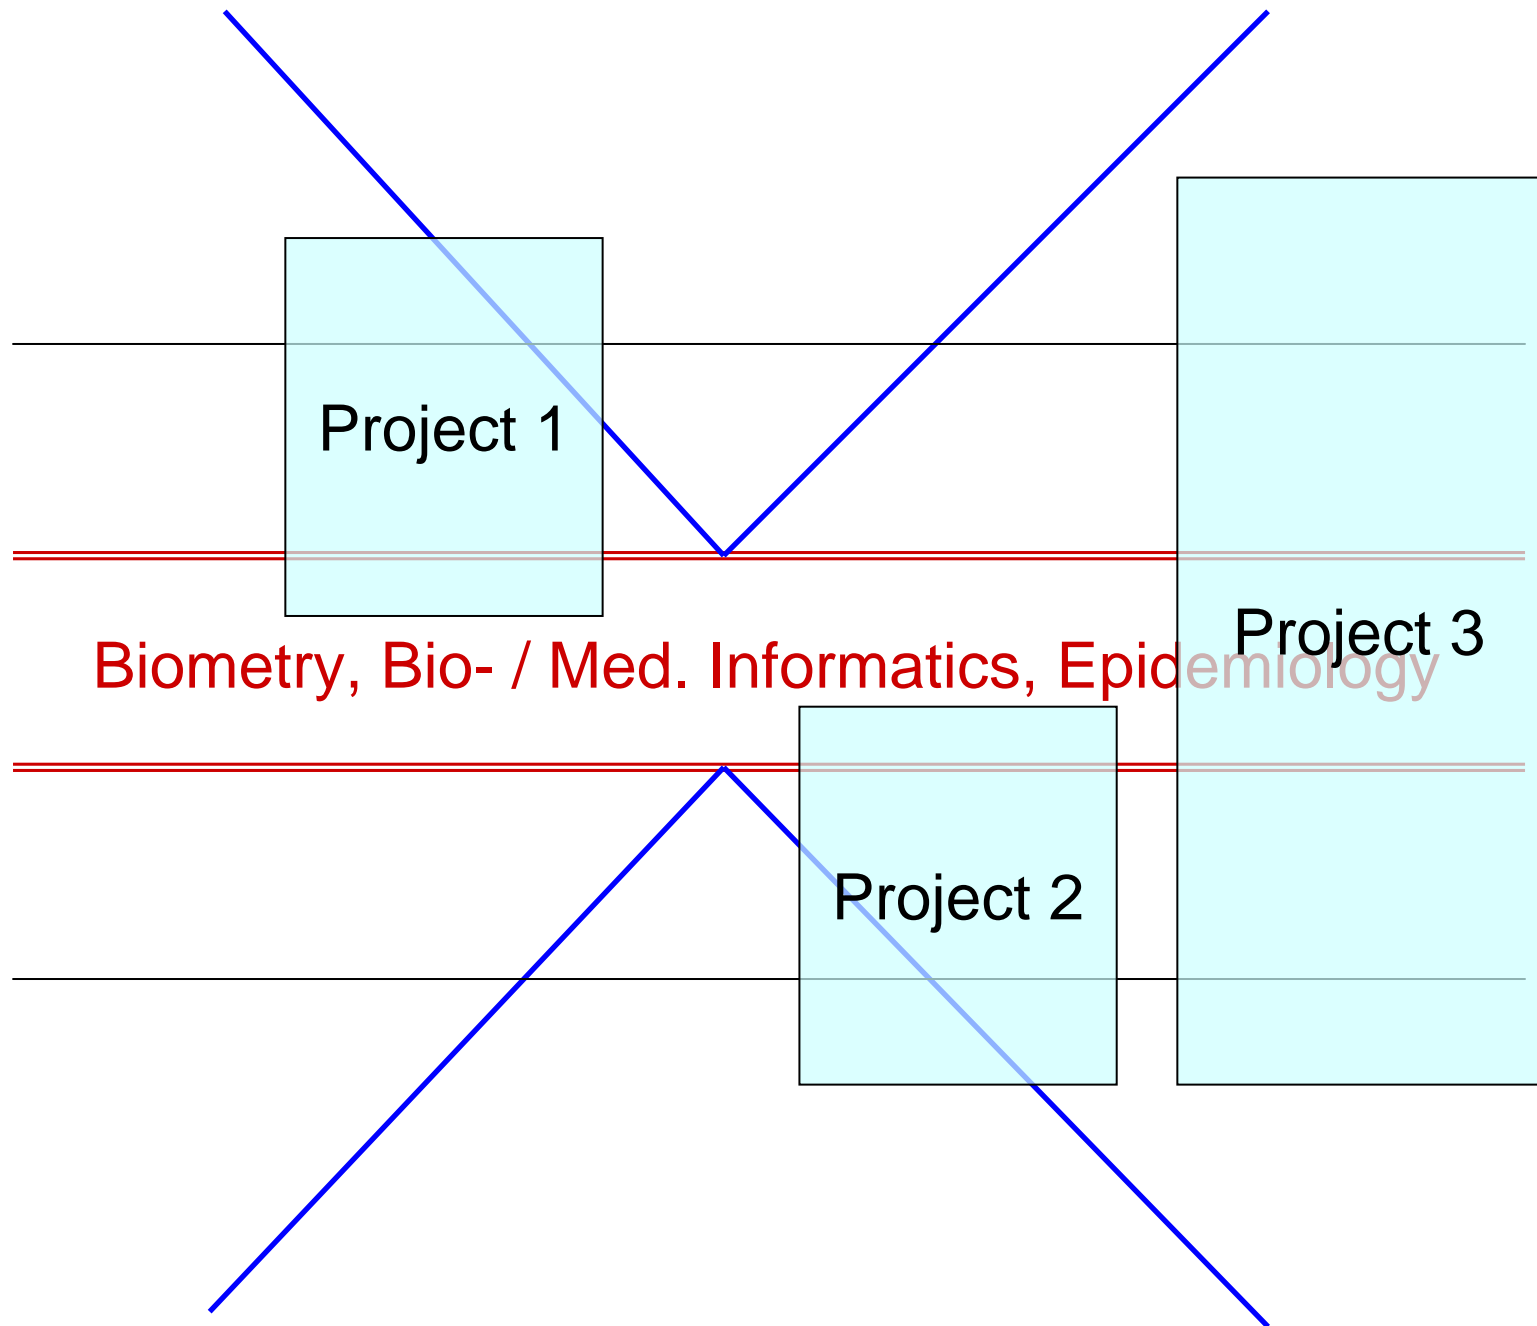 Project 1
Project 3
Biometry, Bio- / Med. Informatics, Epidemiology
Project 2